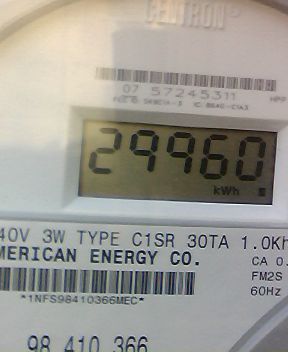 CENTRON®
07 57245311
29960
kWh
40V 3W TYPE C1SR 30TA 1.0Kh
MERICAN ENERGY CO.
CA 0.
FM2S
*1NFS98410366MEC*
60Hz
98 410 366